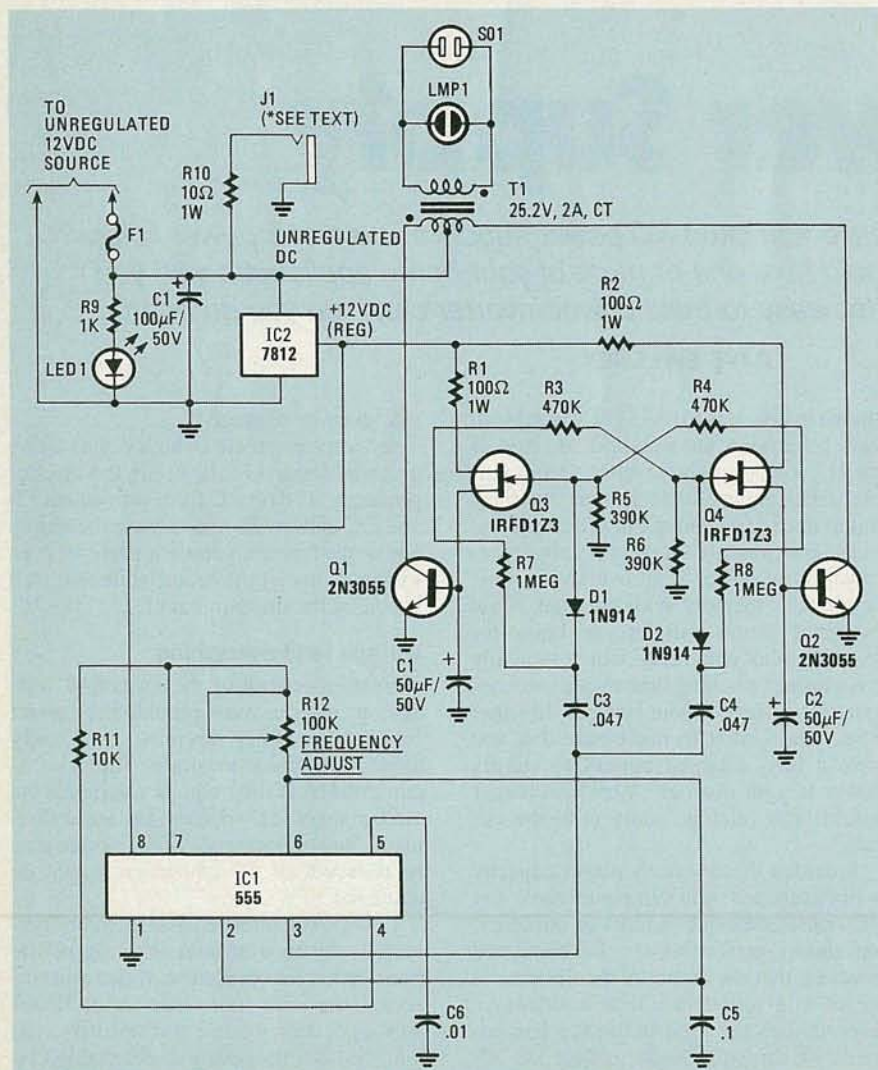 SO1
LMP1
TO
UNREGULATED
12VDC
SOURCE
J1
(*SEE TEXT)
R10
10Ω
1W
T1
25.2V, 2A, CT
F1
UNREGULATED
DC
R9
1K
+
C1
100µF/
50V
LED1
IC2
7812
+12VDC
(REG)
R2
100Ω
1W
R1
100Ω
1W
R3
470K
R4
470K
Q3
IRFD1Z3
R5
390K
Q4
IRFD1Z3
R6
390K
R7
1MEG
R8
1MEG
Q1
2N3055
D1
1N914
D2
1N914
Q2
2N3055
C1
50µF/
50V
+
C3
.047
C4
.047
+
C2
50µF/
50V
R11
10K
R12
100K
FREQUENCY
ADJUST
8
7
6
5
IC1
555
1
2
3
4
C6
.01
C5
.1